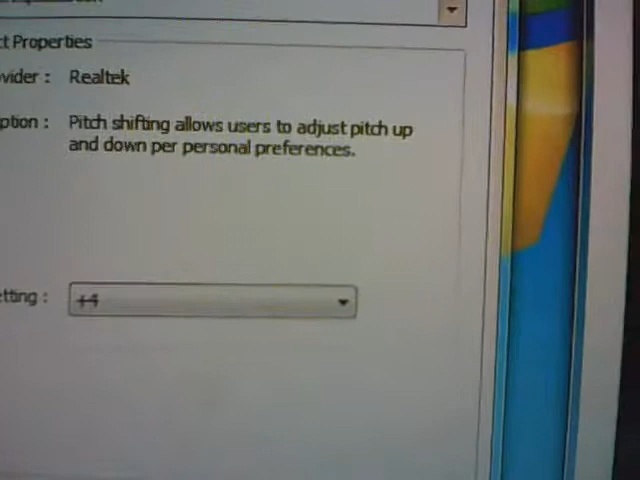 ct Properties
vider : Realtek
ption : Pitch shifting allows users to adjust pitch up
and down per personal preferences.
etting : +4